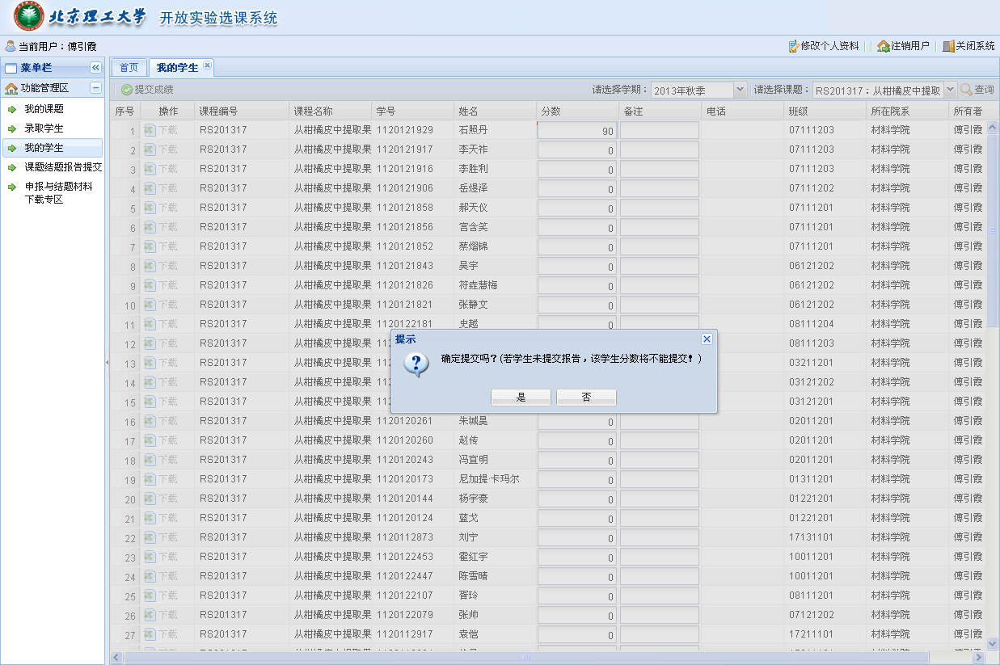 北京理工大学 开放实验选课系统
当前用户：傅引霞 修改个人资料 注销用户 关闭系统
菜单栏 首页 我的学生
功能管理区 提交成绩 请选择学期： 2013年秋季 请选择课题： RS201317：从柑橘皮中提取 查询
我的课题
录取学生
我的学生
课题结题报告提交
申报与结题材料
下载专区
序号 操作 课程编号 课程名称 学号 姓名 分数 备注 电话 班级 所在院系 所有者
1 下载 RS201317 从柑橘皮中提取果 1120121929 石照丹 90 07111203 材料学院 傅引霞
2 下载 RS201317 从柑橘皮中提取果 1120121917 李天祚 0 07111203 材料学院 傅引霞
3 下载 RS201317 从柑橘皮中提取果 1120121916 李胜利 0 07111203 材料学院 傅引霞
4 下载 RS201317 从柑橘皮中提取果 1120121906 岳煜泽 0 07111202 材料学院 傅引霞
5 下载 RS201317 从柑橘皮中提取果 1120121858 郝天仪 0 07111201 材料学院 傅引霞
6 下载 RS201317 从柑橘皮中提取果 1120121856 宫含笑 0 07111201 材料学院 傅引霞
7 下载 RS201317 从柑橘皮中提取果 1120121852 蔡熠锦 0 07111201 材料学院 傅引霞
8 下载 RS201317 从柑橘皮中提取果 1120121843 吴宇 0 06121202 材料学院 傅引霞
9 下载 RS201317 从柑橘皮中提取果 1120121826 符垚慧梅 0 06121202 材料学院 傅引霞
10 下载 RS201317 从柑橘皮中提取果 1120121821 张静文 0 06121202 材料学院 傅引霞
11 下载 RS201317 从柑橘皮中提取果 1120122181 史越 0 08111204 材料学院 傅引霞
12 下载 RS201317 从柑橘皮中提取果 08111203 材料学院 傅引霞
13 下载 RS201317 从柑橘皮中提取果 03211201 材料学院 傅引霞
14 下载 RS201317 从柑橘皮中提取果 03121202 材料学院 傅引霞
15 下载 RS201317 从柑橘皮中提取果 03121201 材料学院 傅引霞
提示
确定提交吗？(若学生未提交报告，该学生分数将不能提交！)
是 否
16 下载 RS201317 从柑橘皮中提取果 1120120261 朱城昊 0 02011201 材料学院 傅引霞
17 下载 RS201317 从柑橘皮中提取果 1120120260 赵传 0 02011201 材料学院 傅引霞
18 下载 RS201317 从柑橘皮中提取果 1120120243 冯宜明 0 02011201 材料学院 傅引霞
19 下载 RS201317 从柑橘皮中提取果 1120120173 尼加提·卡玛尔 0 01311201 材料学院 傅引霞
20 下载 RS201317 从柑橘皮中提取果 1120120144 杨宇豪 0 01221201 材料学院 傅引霞
21 下载 RS201317 从柑橘皮中提取果 1120120124 蓝戈 0 01221201 材料学院 傅引霞
22 下载 RS201317 从柑橘皮中提取果 1120112873 刘宁 0 17131101 材料学院 傅引霞
23 下载 RS201317 从柑橘皮中提取果 1120122453 霍红宇 0 10011201 材料学院 傅引霞
24 下载 RS201317 从柑橘皮中提取果 1120122447 陈雪晴 0 10011201 材料学院 傅引霞
25 下载 RS201317 从柑橘皮中提取果 1120122107 胥玲 0 08111201 材料学院 傅引霞
26 下载 RS201317 从柑橘皮中提取果 1120122079 张帅 0 07121202 材料学院 傅引霞
27 下载 RS201317 从柑橘皮中提取果 1120112917 袁恺 0 17211101 材料学院 傅引霞